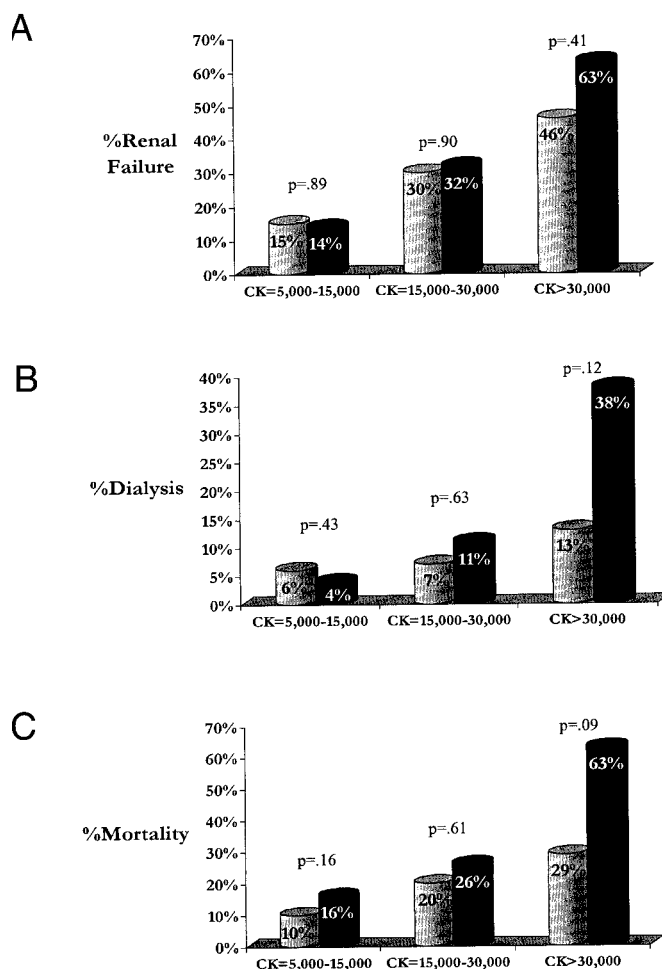 A
70%
60%
50%
40%
30%
20%
10%
0%
%Renal
Failure
p=.89
p=.90
p=.41
15%
14%
30%
32%
46%
63%
CK=5,000-15,000
CK=15,000-30,000
CK>30,000
B
40%
35%
30%
25%
20%
15%
10%
5%
0%
%Dialysis
p=.43
p=.63
p=.12
6%
4%
7%
11%
13%
38%
CK=5,000-15,000
CK=15,000-30,000
CK>30,000
C
70%
60%
50%
40%
30%
20%
10%
0%
%Mortality
p=.16
p=.61
p=.09
10%
16%
20%
26%
29%
63%
CK=5,000-15,000
CK=15,000-30,000
CK>30,000